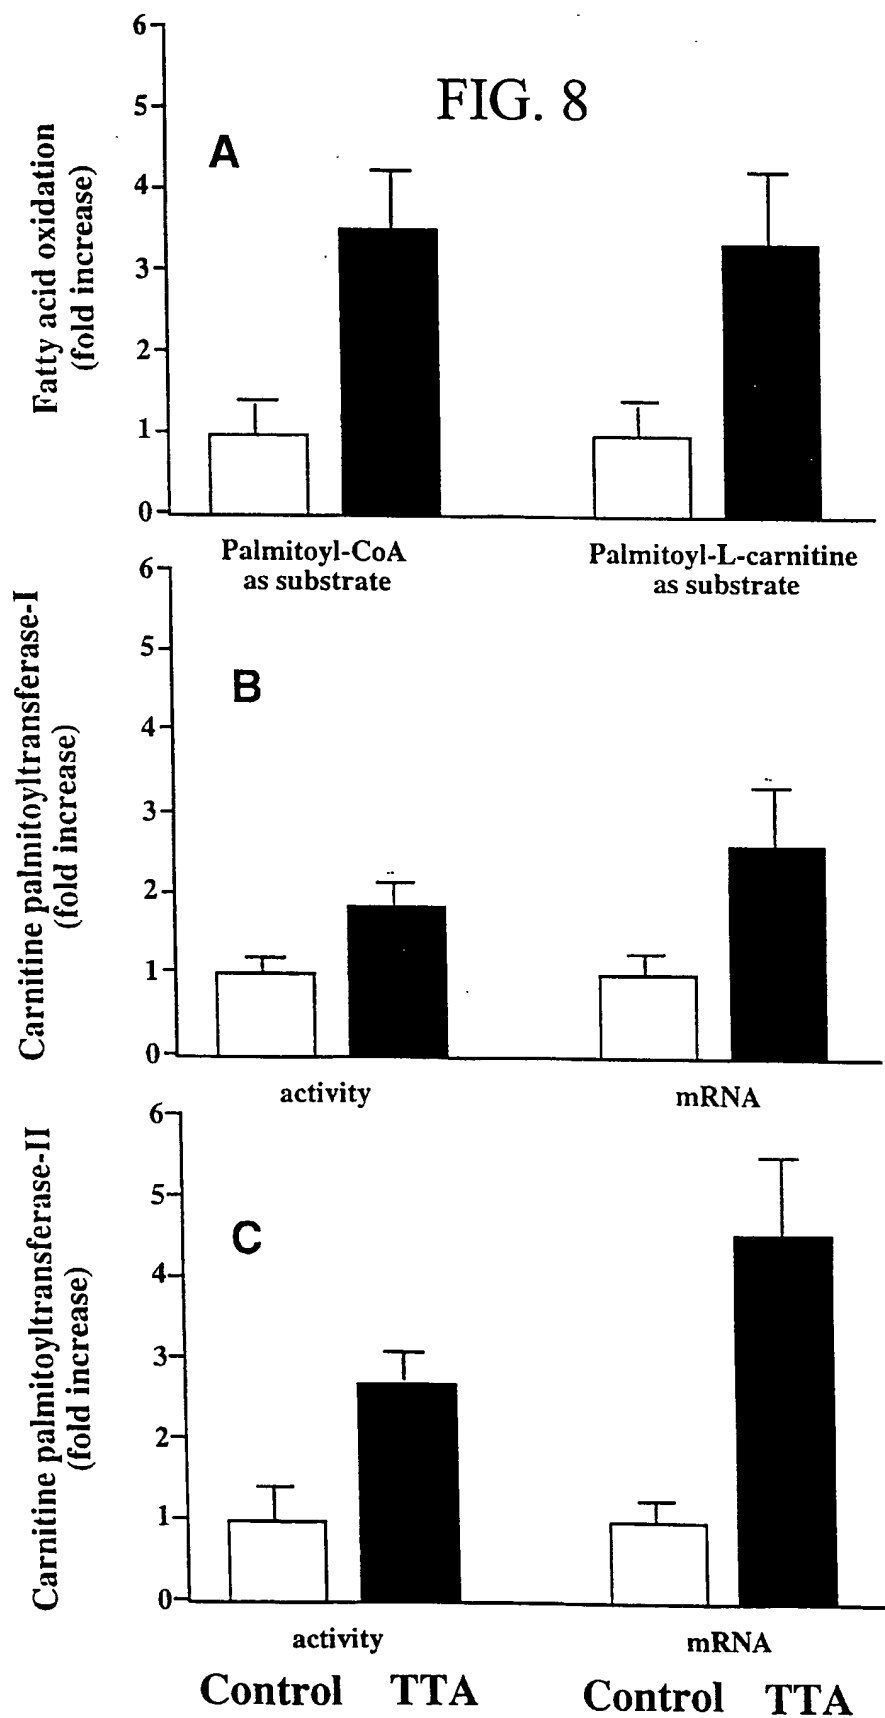 FIG. 8
A
Fatty acid oxidation
(fold increase)
6
5
4
3
2
1
0
Palmitoyl-CoA
as substrate
Palmitoyl-L-carnitine
as substrate
B
Carnitine palmitoyltransferase-I
(fold increase)
6
5
4
3
2
1
0
activity
mRNA
C
Carnitine palmitoyltransferase-II
(fold increase)
6
5
4
3
2
1
0
activity
mRNA
Control TTA
Control TTA